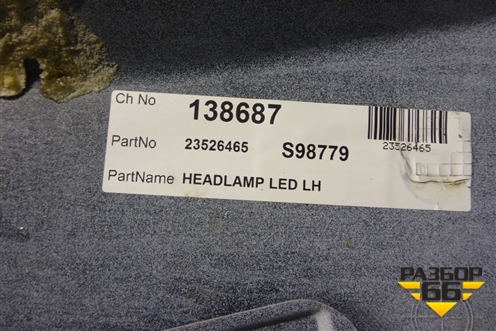 Ch No 138687
PartNo 23526465 S98779
23526465
PartName HEADLAMP LED LH
РАЗБОР
66